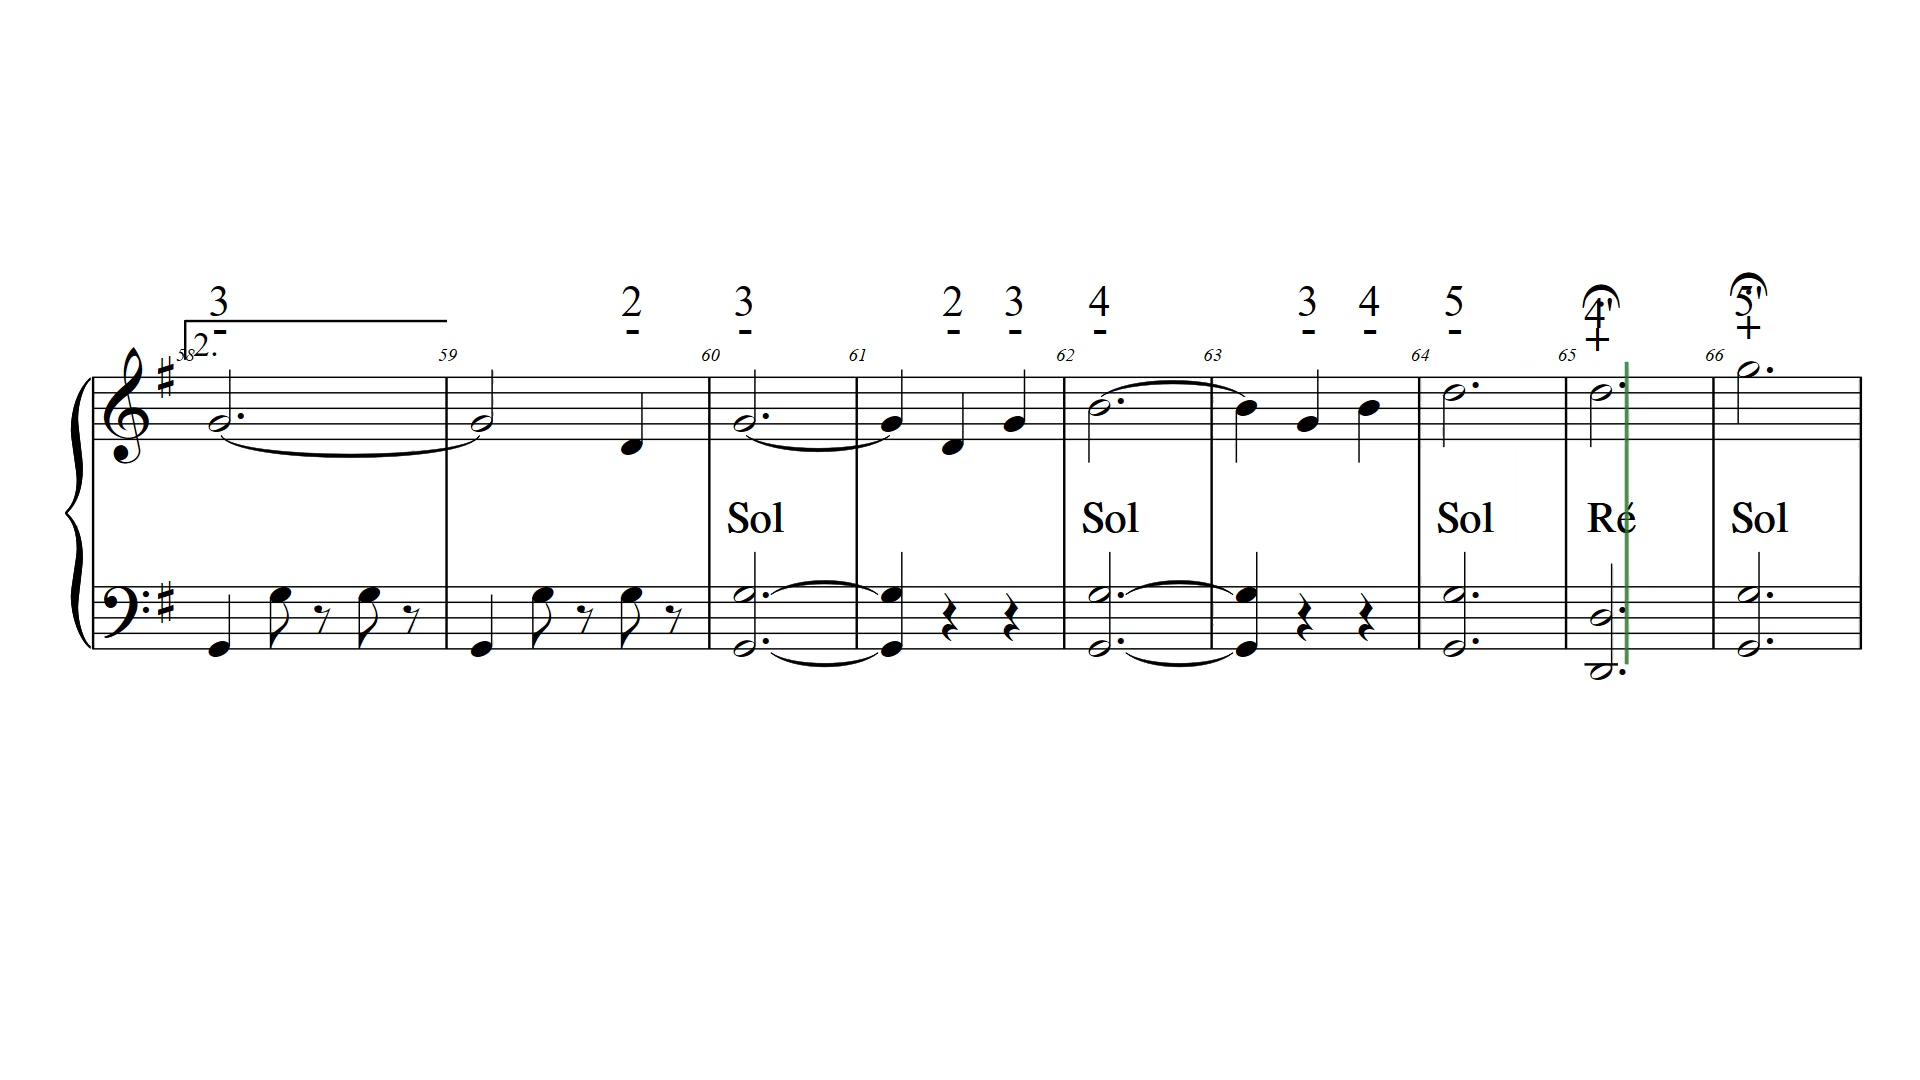 3 2 3 2 3 4 3 4 5 4' 5'
- - - - - - - - - + +
2.
58 59 60 61 62 63 64 65 66
Sol Sol Sol Ré Sol